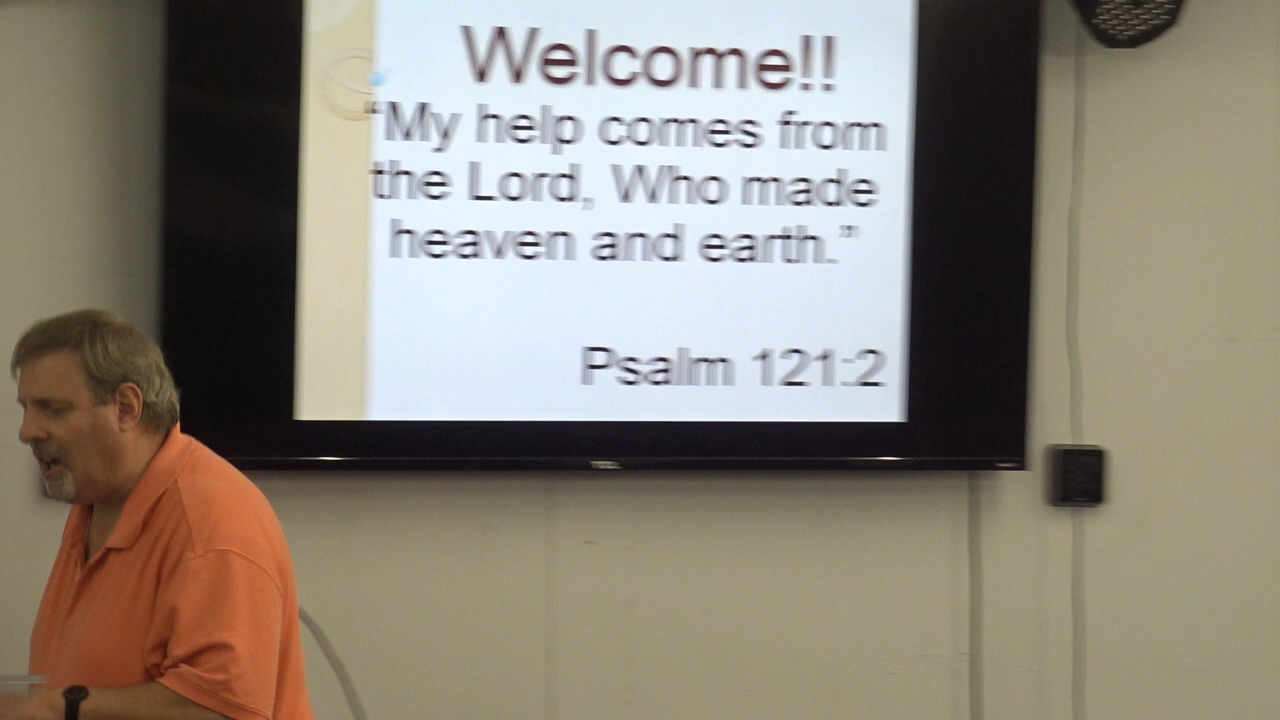 Welcome!!
“My help comes from
the Lord, Who made
heaven and earth.”
Psalm 121:2